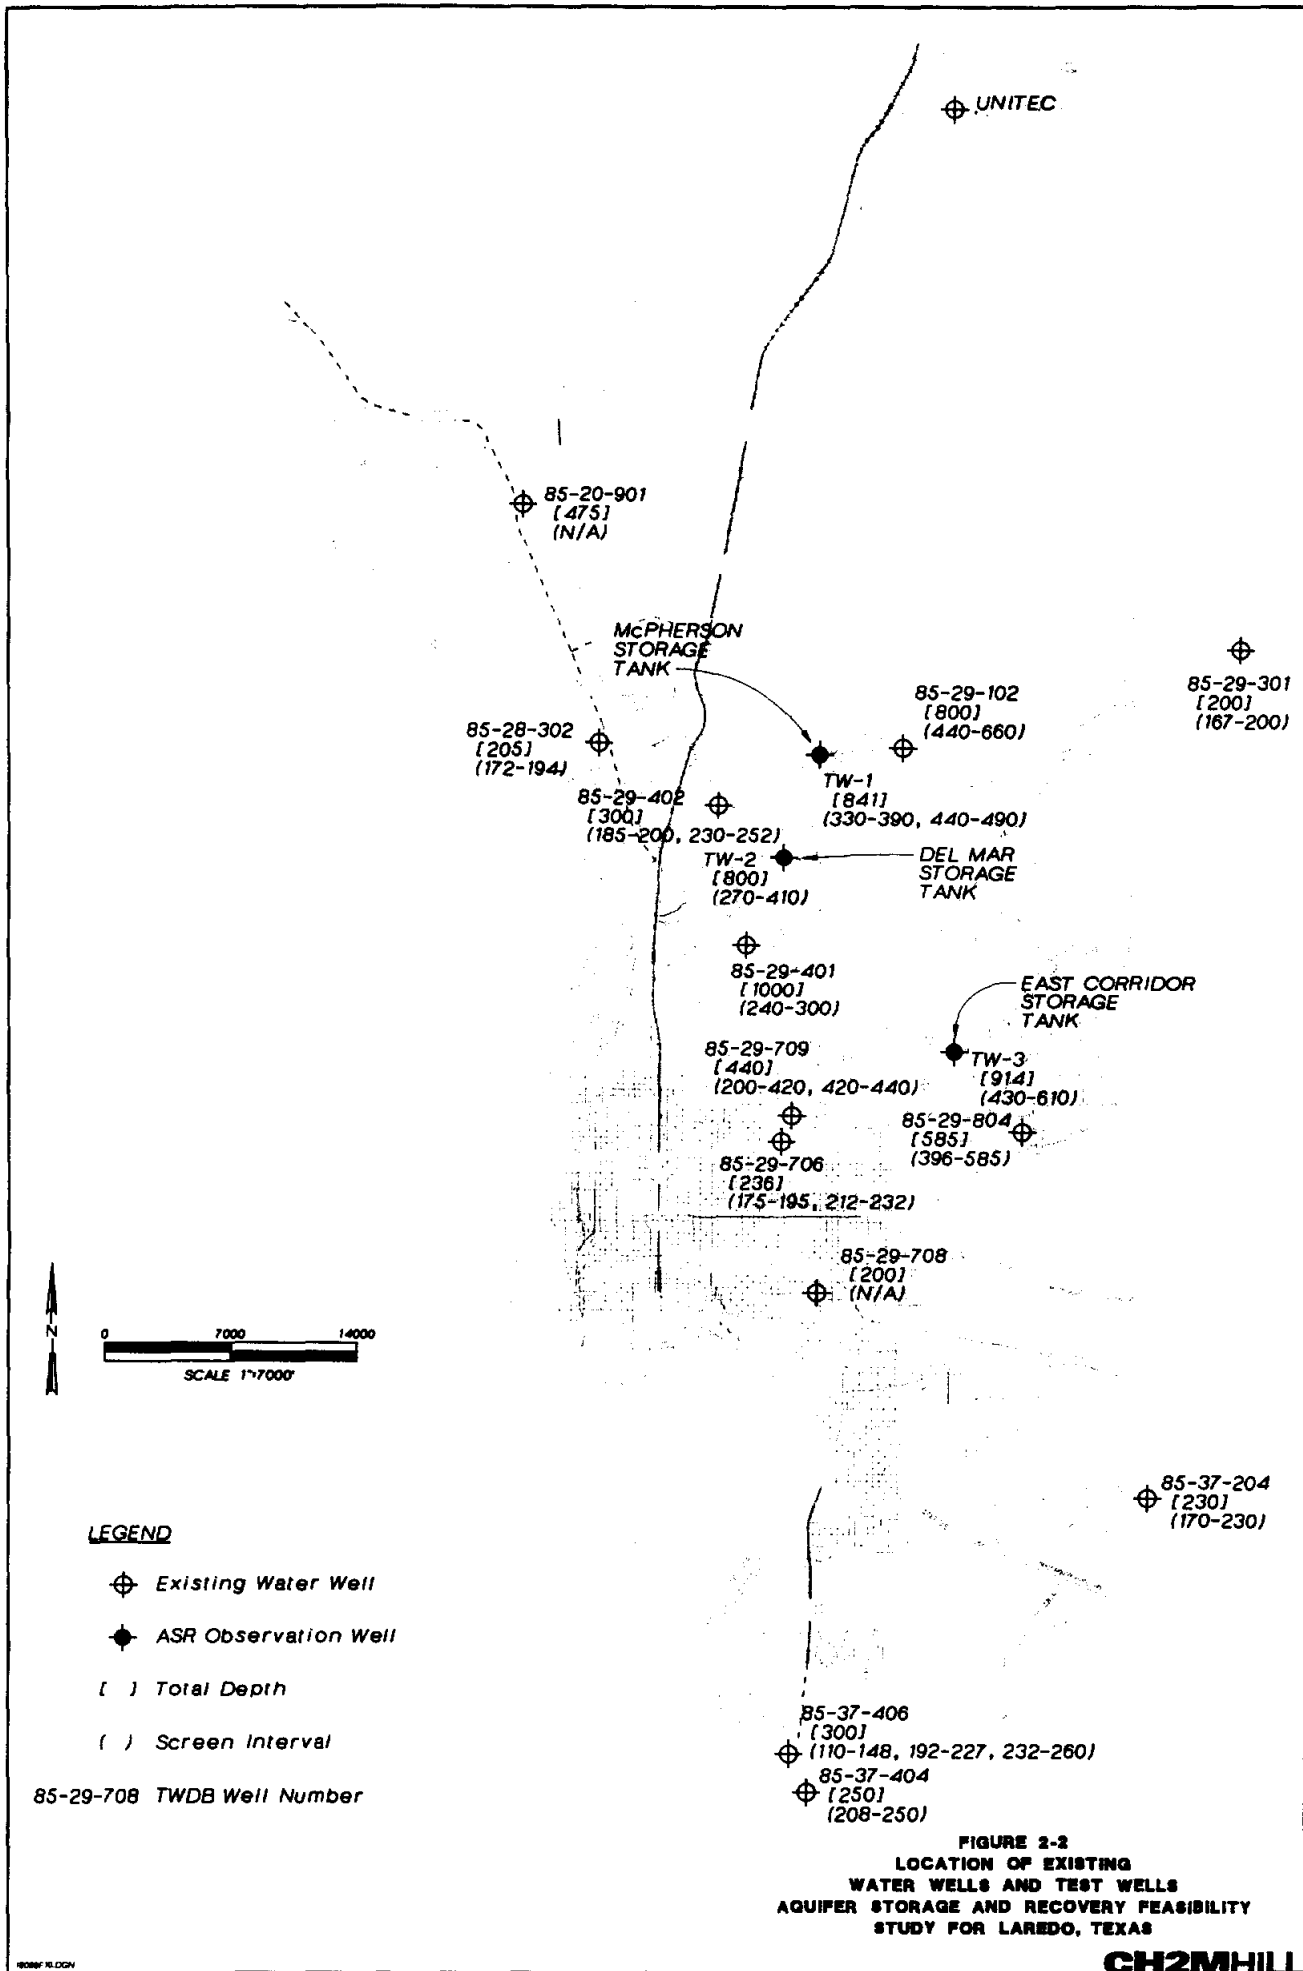 UNITEC
85-20-901
[475]
(N/A)
McPHERSON
STORAGE
TANK
85-29-301
[200]
(167-200)
85-29-102
[800]
(440-660)
85-28-302
[205]
(172-194)
TW-1
[841]
(330-390, 440-490)
85-29-402
[300]
(185-200, 230-252)
TW-2
[800]
(270-410)
DEL MAR
STORAGE
TANK
85-29-401
[1000]
(240-300)
EAST CORRIDOR
STORAGE
TANK
85-29-709
[440]
(200-420, 420-440)
TW-3
[914]
(430-610)
85-29-804
[585]
(396-585)
85-29-706
[236]
(175-195, 212-232)
85-29-708
[200]
(N/A)
N
0 7000 14000
SCALE 1"=7000'
85-37-204
[230]
(170-230)
LEGEND
Existing Water Well
ASR Observation Well
[ ] Total Depth
( ) Screen Interval
85-29-708 TWDB Well Number
85-37-406
[300]
(110-148, 192-227, 232-260)
85-37-404
[250]
(208-250)
FIGURE 2-2
LOCATION OF EXISTING
WATER WELLS AND TEST WELLS
AQUIFER STORAGE AND RECOVERY FEASIBILITY
STUDY FOR LAREDO, TEXAS
CH2MHILL